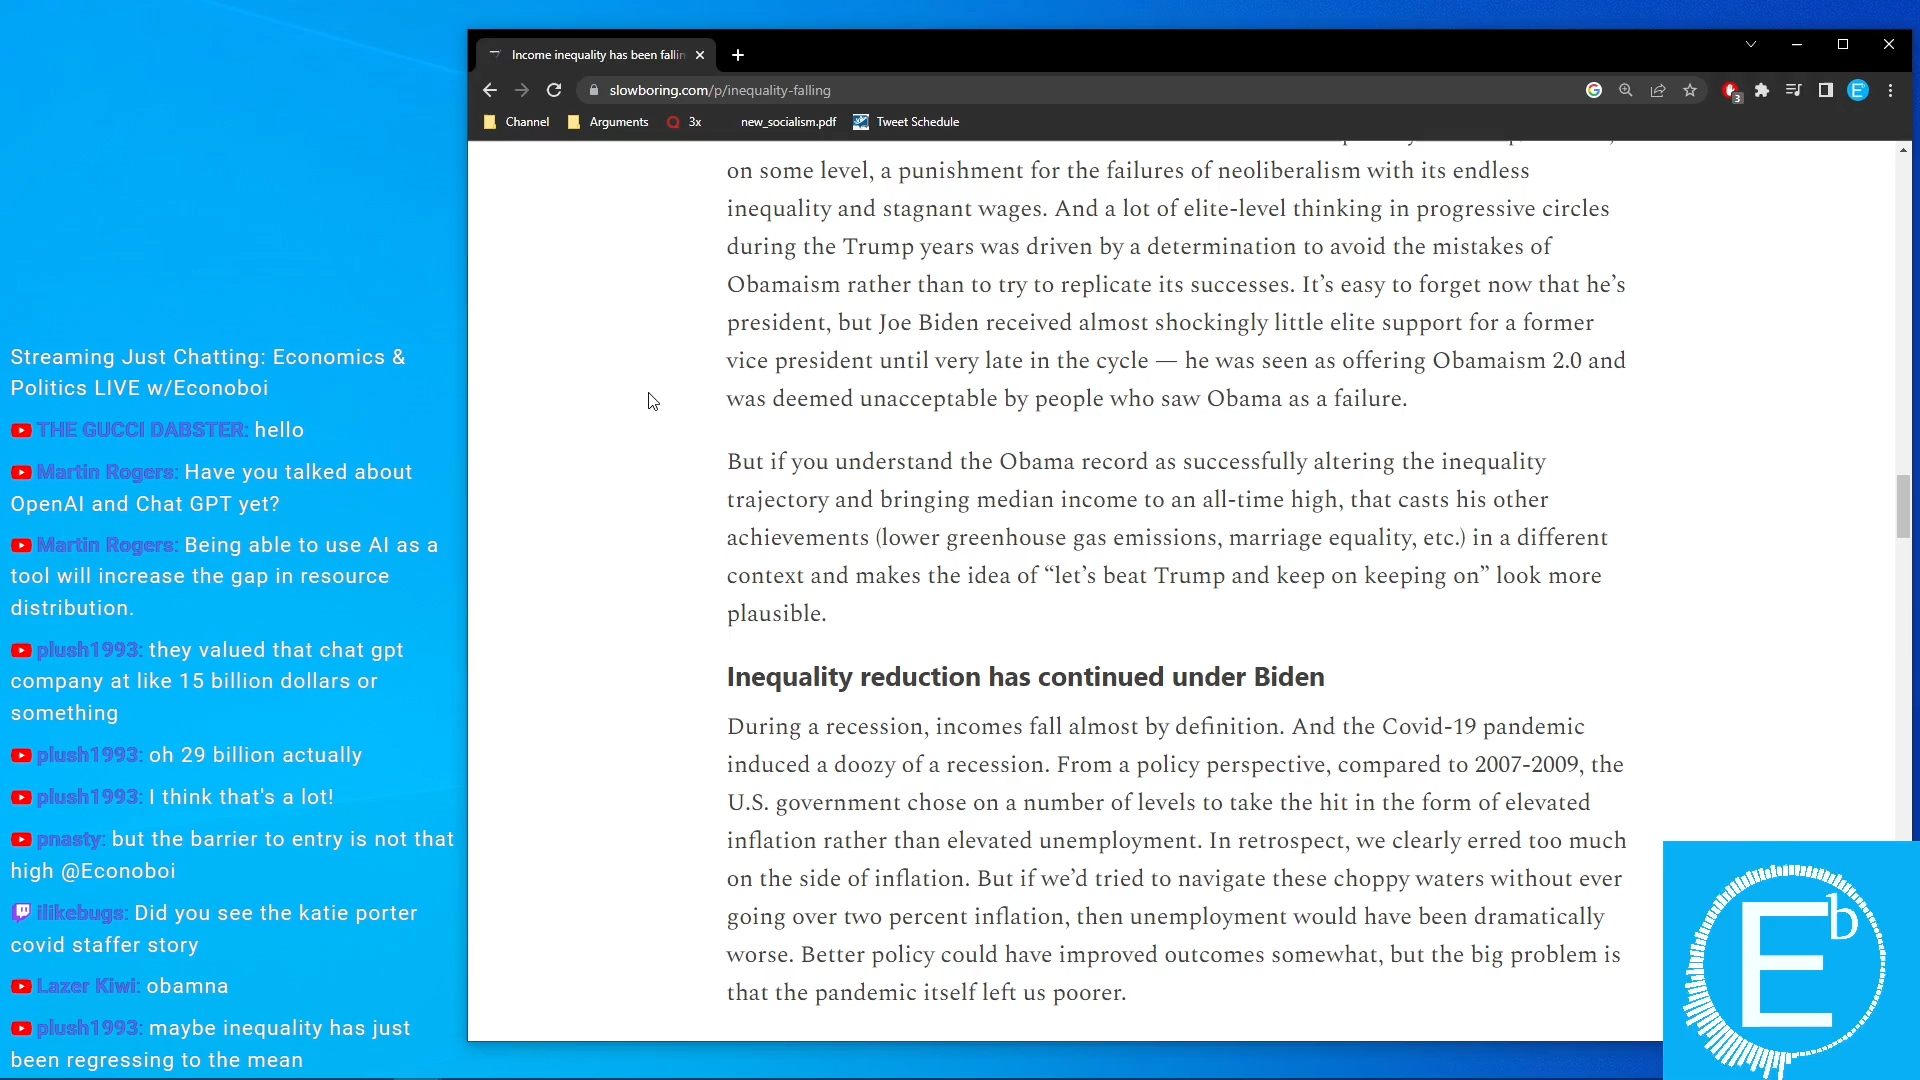 Income inequality has been fallin
slowboring.com/p/inequality-falling
3
E
Channel
Arguments
3x
new_socialism.pdf
Tweet Schedule
on some level, a punishment for the failures of neoliberalism with its endless
inequality and stagnant wages. And a lot of elite-level thinking in progressive circles
during the Trump years was driven by a determination to avoid the mistakes of
Obamaism rather than to try to replicate its successes. It’s easy to forget now that he’s
president, but Joe Biden received almost shockingly little elite support for a former
vice president until very late in the cycle — he was seen as offering Obamaism 2.0 and
was deemed unacceptable by people who saw Obama as a failure.
But if you understand the Obama record as successfully altering the inequality
trajectory and bringing median income to an all-time high, that casts his other
achievements (lower greenhouse gas emissions, marriage equality, etc.) in a different
context and makes the idea of “let’s beat Trump and keep on keeping on” look more
plausible.
Inequality reduction has continued under Biden
During a recession, incomes fall almost by definition. And the Covid-19 pandemic
induced a doozy of a recession. From a policy perspective, compared to 2007-2009, the
U.S. government chose on a number of levels to take the hit in the form of elevated
inflation rather than elevated unemployment. In retrospect, we clearly erred too much
on the side of inflation. But if we’d tried to navigate these choppy waters without ever
going over two percent inflation, then unemployment would have been dramatically
worse. Better policy could have improved outcomes somewhat, but the big problem is
that the pandemic itself left us poorer.
Streaming Just Chatting: Economics &
Politics LIVE w/Econoboi
THE GUCCI DABSTER: hello
Martin Rogers: Have you talked about
OpenAI and Chat GPT yet?
Martin Rogers: Being able to use AI as a
tool will increase the gap in resource
distribution.
plush1993: they valued that chat gpt
company at like 15 billion dollars or
something
plush1993: oh 29 billion actually
plush1993: I think that's a lot!
pnasty: but the barrier to entry is not that
high @Econoboi
ilikebugs: Did you see the katie porter
covid staffer story
Lazer Kiwi: obamna
plush1993: maybe inequality has just
been regressing to the mean
Eb